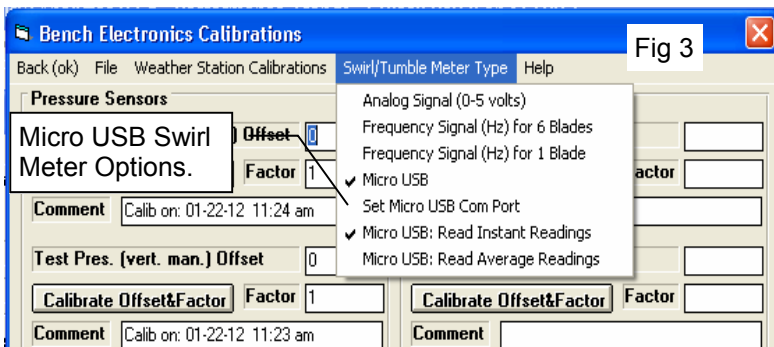 Bench Electronics Calibrations
Fig 3
Back (ok) File Weather Station Calibrations Swirl/Tumble Meter Type Help
Pressure Sensors
Analog Signal (0-5 volts)
Frequency Signal (Hz) for 6 Blades
Frequency Signal (Hz) for 1 Blade
✓ Micro USB
Set Micro USB Com Port
✓ Micro USB: Read Instant Readings
Micro USB: Read Average Readings
Micro USB Swirl
Meter Options.
) Offset 0
Factor 1
actor
Comment Calib on: 01-22-12 11:24 am
Test Pres. (vert. man.) Offset 0
Calibrate Offset&Factor Factor 1
Calibrate Offset&Factor Factor
Comment Calib on: 01-22-12 11:23 am
Comment